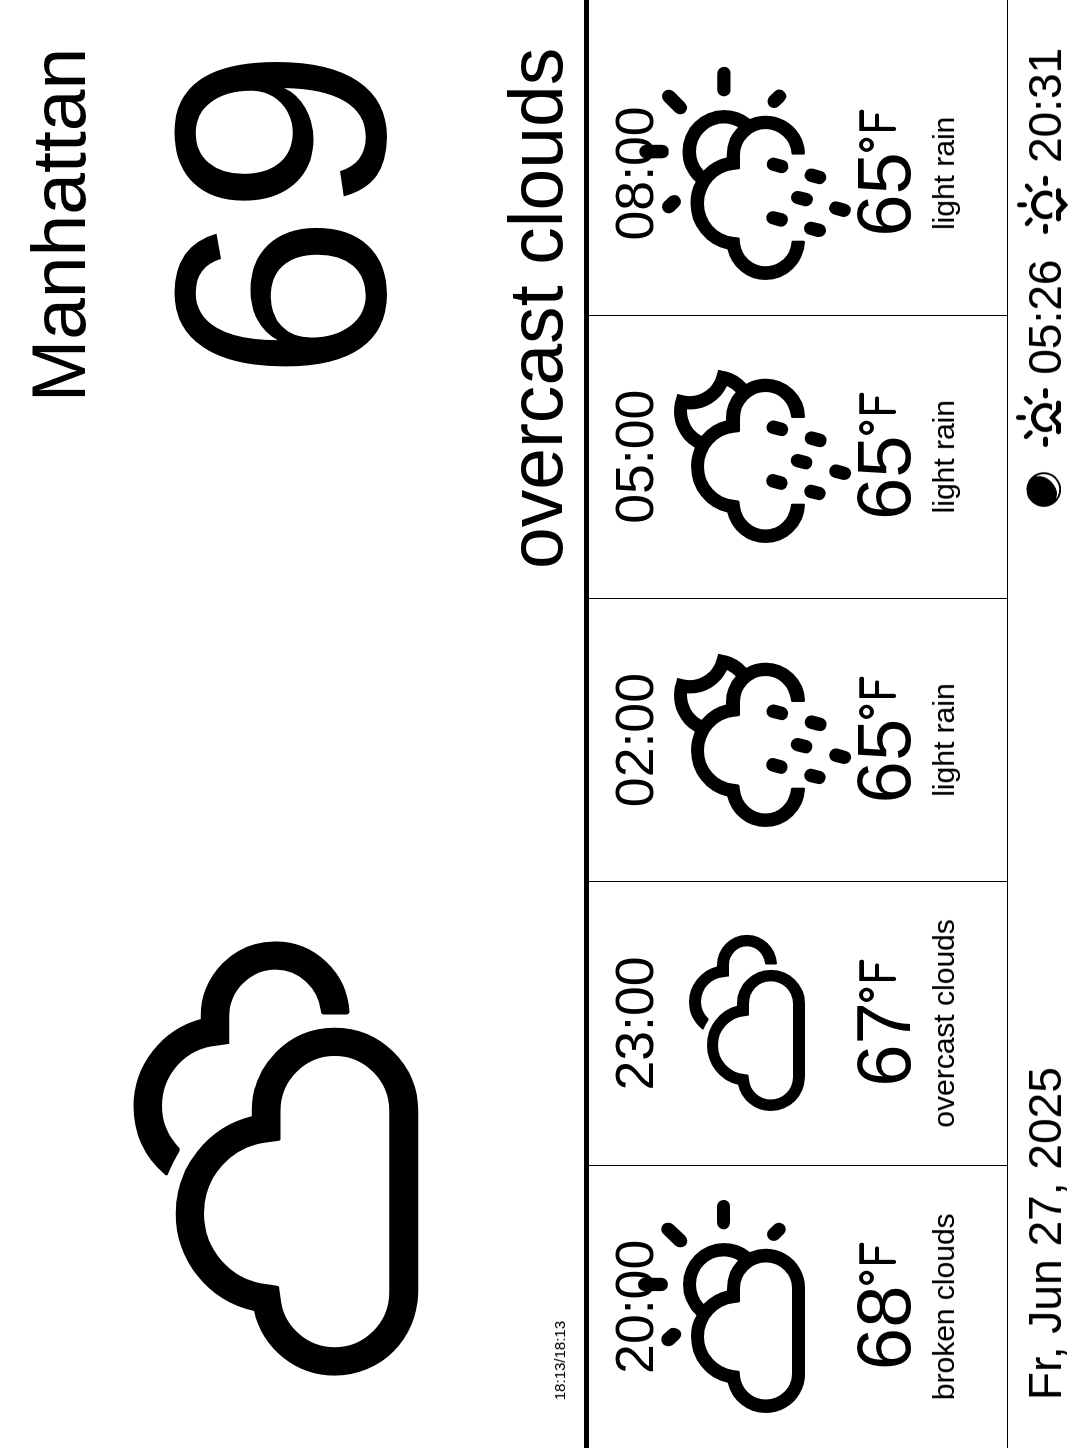 Manhattan
69
18:13/18:13
overcast clouds
20:00
68°F
broken clouds
23:00
67°F
overcast clouds
02:00
65°F
light rain
05:00
65°F
light rain
08:00
65°F
light rain
Fr, Jun 27, 2025
05:26
20:31